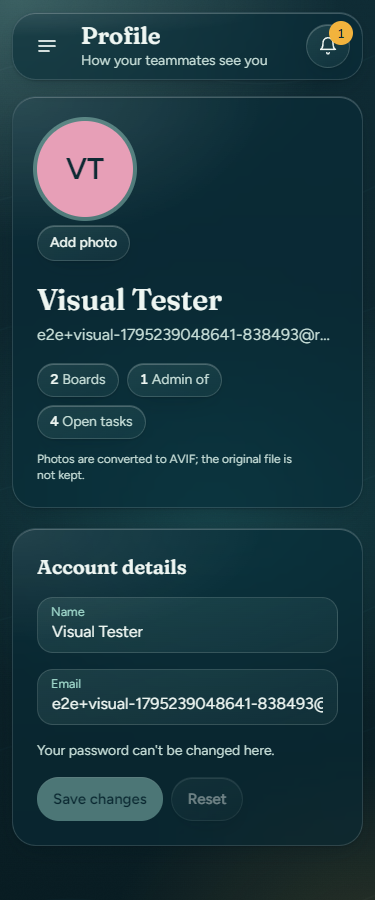 Profile
How your teammates see you
1
VT
Add photo
Visual Tester
e2e+visual-1795239048641-838493@r...
2 Boards
1 Admin of
4 Open tasks
Photos are converted to AVIF; the original file is
not kept.
Account details
Name
Visual Tester
Email
e2e+visual-1795239048641-838493@
Your password can't be changed here.
Save changes
Reset